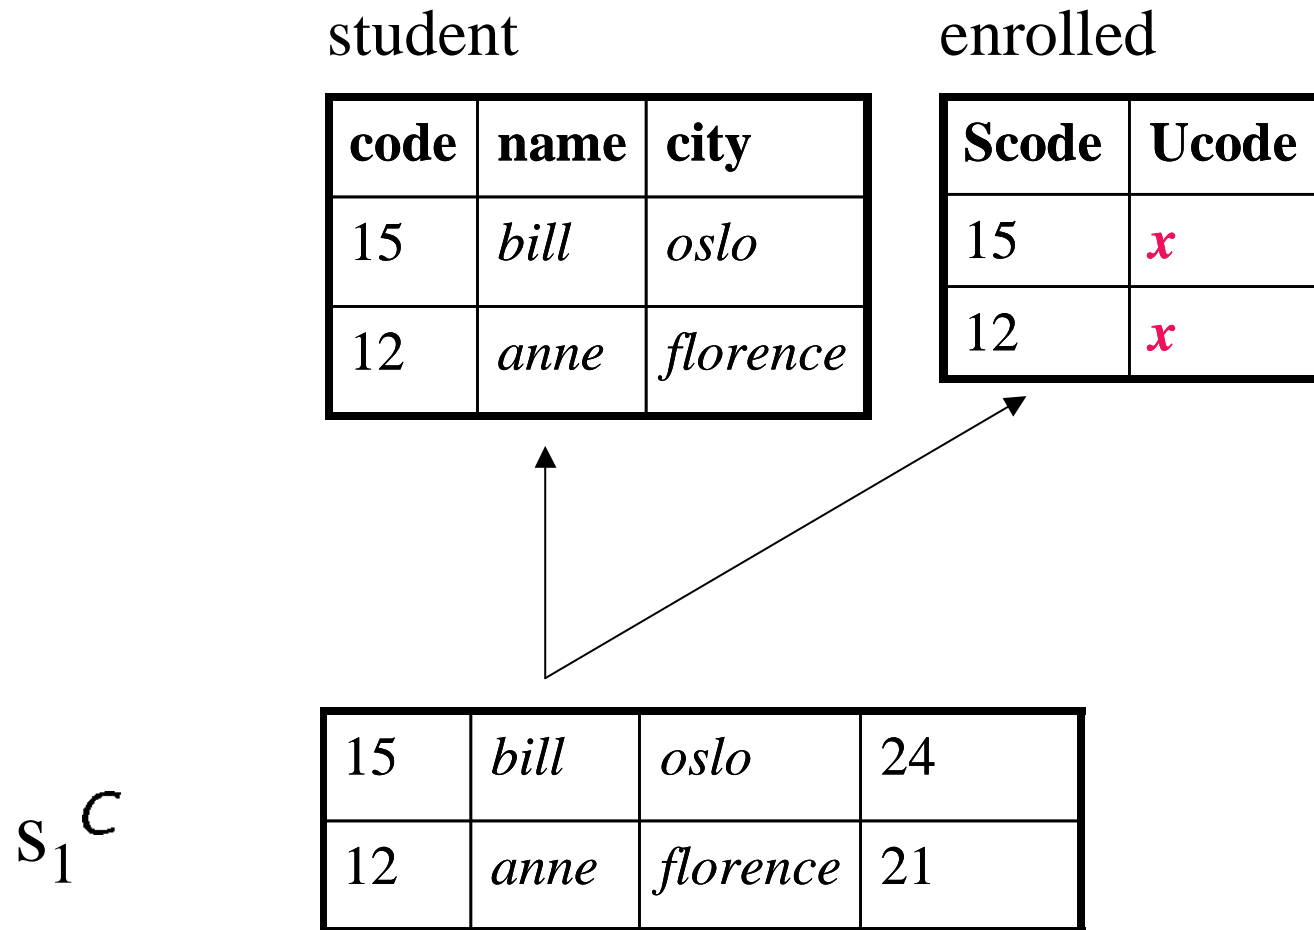 student enrolled
code name city Scode Ucode
15 bill oslo 15 x
12 anne florence 12 x
15 bill oslo 24
s₁ᶜ 12 anne florence 21